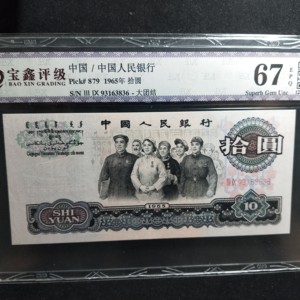 宝鑫评级
BAO XIN GRADING
中国 / 中国人民银行
Pick# 879 1965年 拾圆
S/N III IX 93163836 - 大团结
67 EPQ
Superb Gem Unc
中国人民银行
拾圆
1965
SHI
YUAN
10